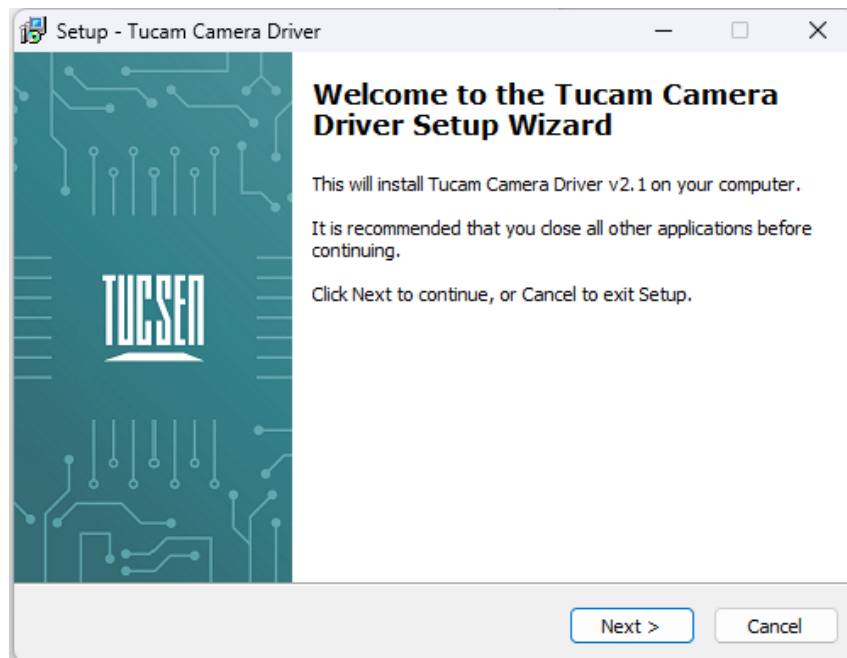 Setup - Tucam Camera Driver
Welcome to the Tucam Camera
Driver Setup Wizard
This will install Tucam Camera Driver v2.1 on your computer.
It is recommended that you close all other applications before
continuing.
Click Next to continue, or Cancel to exit Setup.
TUCSEN
Next >
Cancel